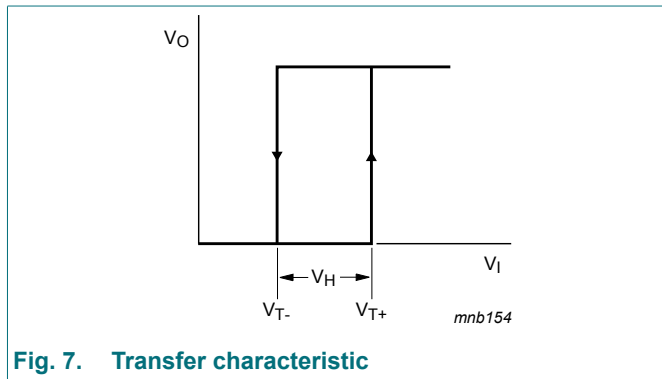 VO
VI
VH
VT-
VT+
mnb154
Fig. 7. Transfer characteristic